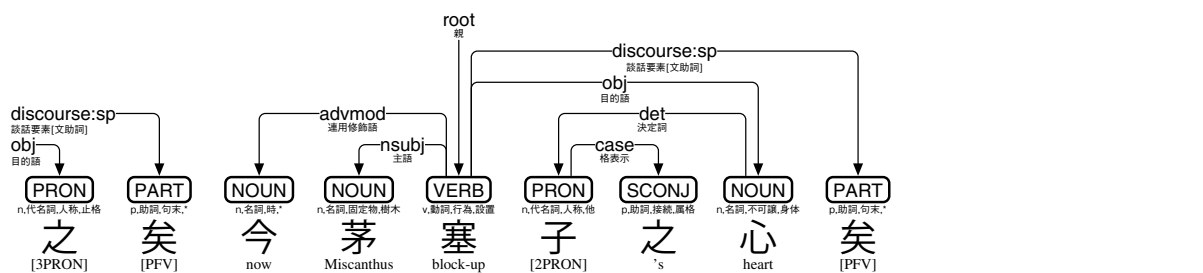 root
親
discourse:sp
談話要素[文助詞]
obj
目的語
discourse:sp advmod det
談話要素[文助詞] 連用修飾語 決定詞
obj nsubj case
目的語 主語 格表示
PRON PART NOUN NOUN VERB PRON SCONJ NOUN PART
n,代名詞,人称,止格 p,助詞,句末,* n,名詞,時,* n,名詞,固定物,樹木 v,動詞,行為,設置 n,代名詞,人称,他 p,助詞,接続,属格 n,名詞,不可譲,身体 p,助詞,句末,*
之 矣 今 茅 塞 子 之 心 矣
[3PRON] [PFV] now Miscanthus block-up [2PRON] 's heart [PFV]